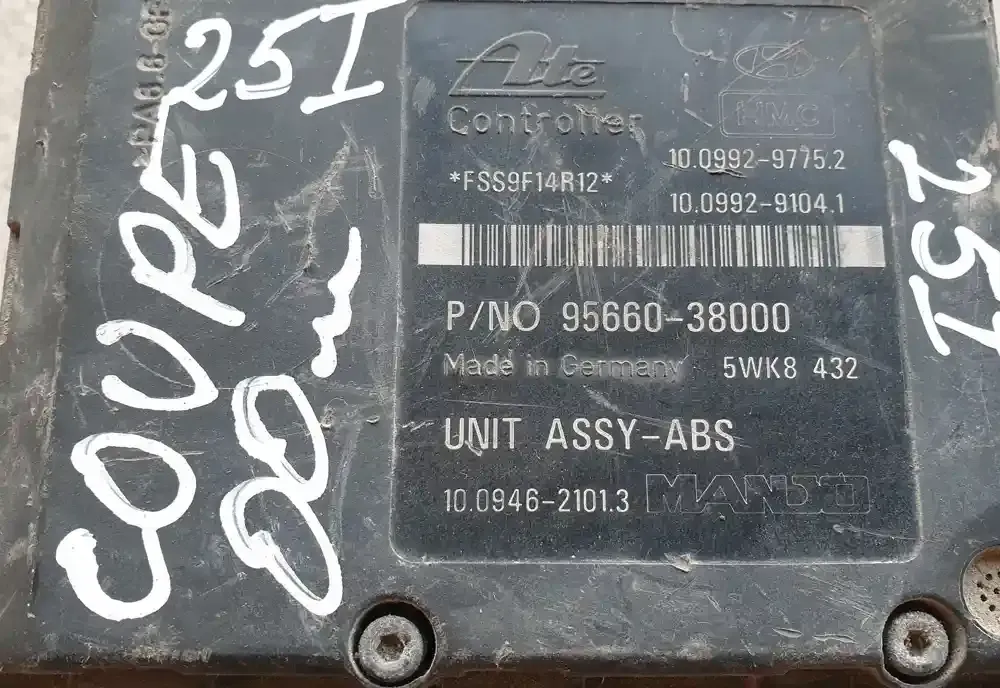 Ate
HMC
Controller
10.0992-9775.2
*FSS9F14R12*
10.0992-9104.1
P/NO 95660-38000
Made in Germany 5WK8 432
UNIT ASSY-ABS
10.0946-2101.3 MANDO
25I
COUPE
25I